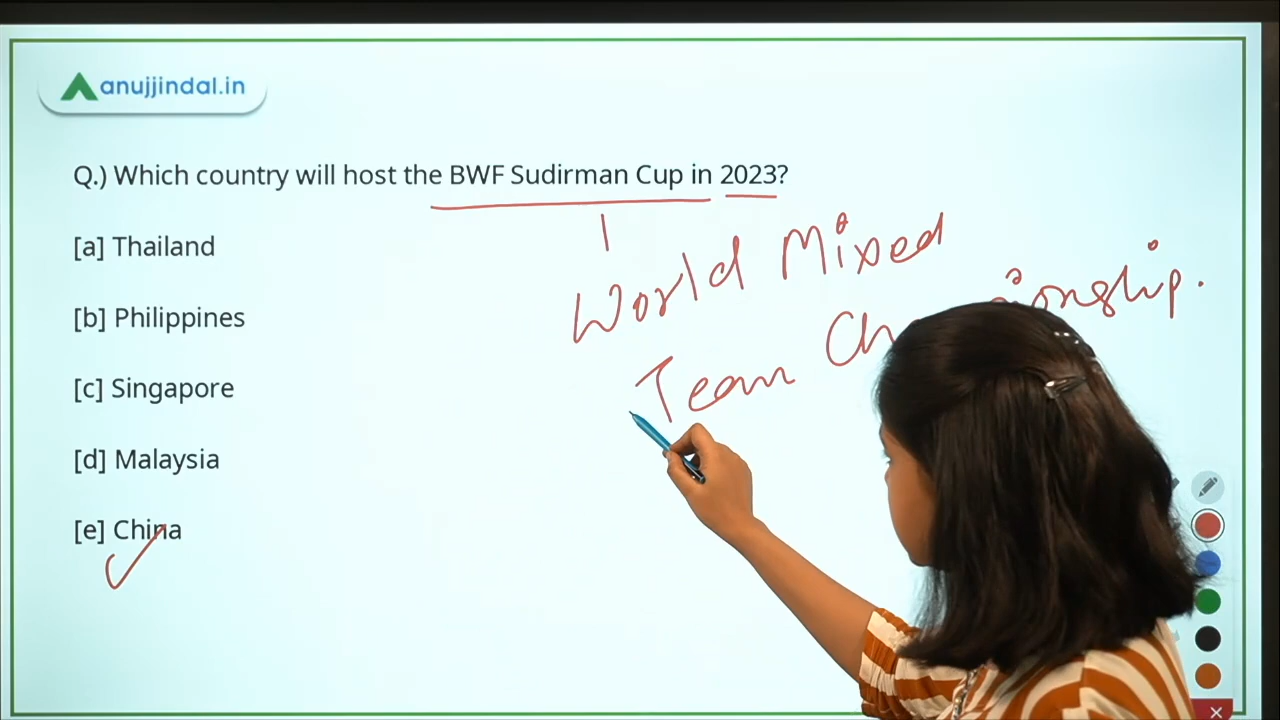 anujjindal.in
Q.) Which country will host the BWF Sudirman Cup in 2023?
[a] Thailand
[b] Philippines
[c] Singapore
[d] Malaysia
[e] China
World Mixed
Team